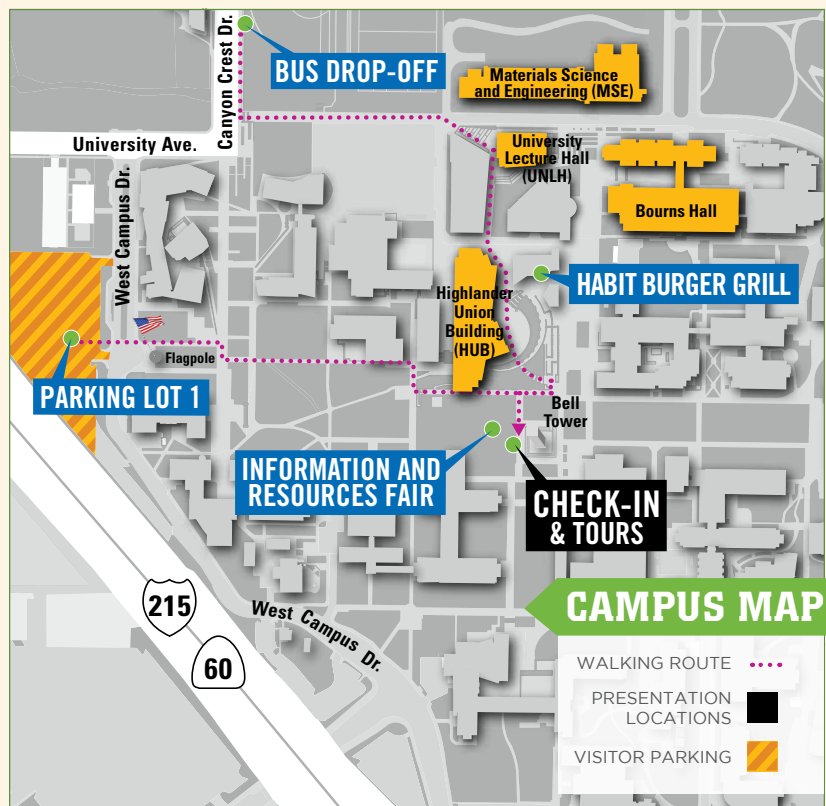 Canyon Crest Dr.
BUS DROP-OFF
Materials Science
and Engineering (MSE)
University Ave.
University
Lecture Hall
(UNLH)
West Campus Dr.
Bourns Hall
HABIT BURGER GRILL
Highlander
Union
Building
(HUB)
Flagpole
PARKING LOT 1
Bell
Tower
INFORMATION AND
RESOURCES FAIR
CHECK-IN
& TOURS
215
60
West Campus Dr.
CAMPUS MAP
WALKING ROUTE
PRESENTATION
LOCATIONS
VISITOR PARKING